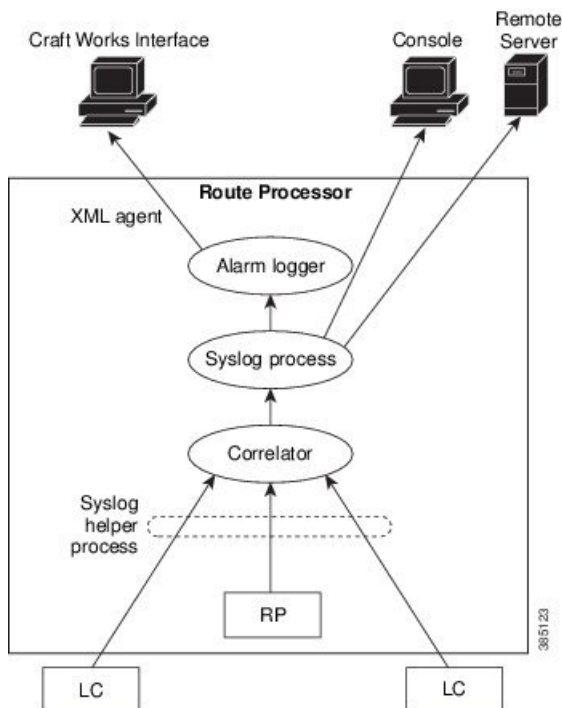 Craft Works Interface
Console
Remote
Server
Route Processor
XML agent
Alarm logger
Syslog process
Correlator
Syslog
helper
process
RP
LC
LC
385123